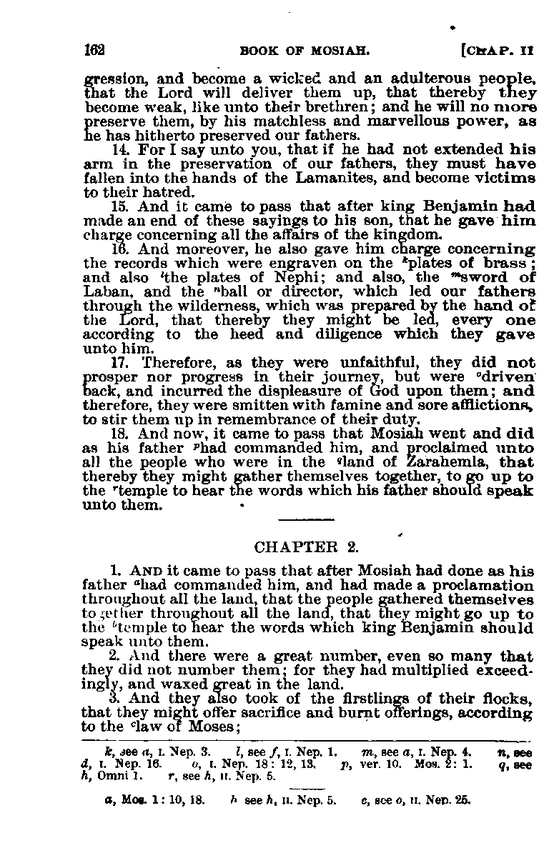 162 BOOK OF MOSIAH. [CHAP. II
gression, and become a wicked and an adulterous people,
that the Lord will deliver them up, that thereby they
become weak, like unto their brethren; and he will no more
preserve them, by his matchless and marvellous power, as
he has hitherto preserved our fathers.
14. For I say unto you, that if he had not extended his
arm in the preservation of our fathers, they must have
fallen into the hands of the Lamanites, and become victims
to their hatred.
15. And it came to pass that after king Benjamin had
made an end of these sayings to his son, that he gave him
charge concerning all the affairs of the kingdom.
16. And moreover, he also gave him charge concerning
the records which were engraven on the kplates of brass;
and also lthe plates of Nephi; and also, the msword of
Laban, and the nball or director, which led our fathers
through the wilderness, which was prepared by the hand of
the Lord, that thereby they might be led, every one
according to the heed and diligence which they gave
unto him.
17. Therefore, as they were unfaithful, they did not
prosper nor progress in their journey, but were odriven
back, and incurred the displeasure of God upon them; and
therefore, they were smitten with famine and sore afflictions,
to stir them up in remembrance of their duty.
18. And now, it came to pass that Mosiah went and did
as his father phad commanded him, and proclaimed unto
all the people who were in the qland of Zarahemla, that
thereby they might gather themselves together, to go up to
the rtemple to hear the words which his father should speak
unto them.
CHAPTER 2.
1. AND it came to pass that after Mosiah had done as his
father ahad commanded him, and had made a proclamation
throughout all the land, that the people gathered themselves
together throughout all the land, that they might go up to
the btemple to hear the words which king Benjamin should
speak unto them.
2. And there were a great number, even so many that
they did not number them; for they had multiplied exceed-
ingly, and waxed great in the land.
3. And they also took of the firstlings of their flocks,
that they might offer sacrifice and burnt offerings, according
to the claw of Moses;
k, see a, I. Nep. 3. l, see f, I. Nep. 1. m, see a, I. Nep. 4. n, see
d, I. Nep. 16. o, I. Nep. 18: 12, 13. p, ver. 10. Mos. 2: 1. q, see
h, Omni 1. r, see h, II. Nep. 5.
a, Mos. 1: 10, 18. b see h, II. Nep. 5. c, see o, II. Nep. 25.